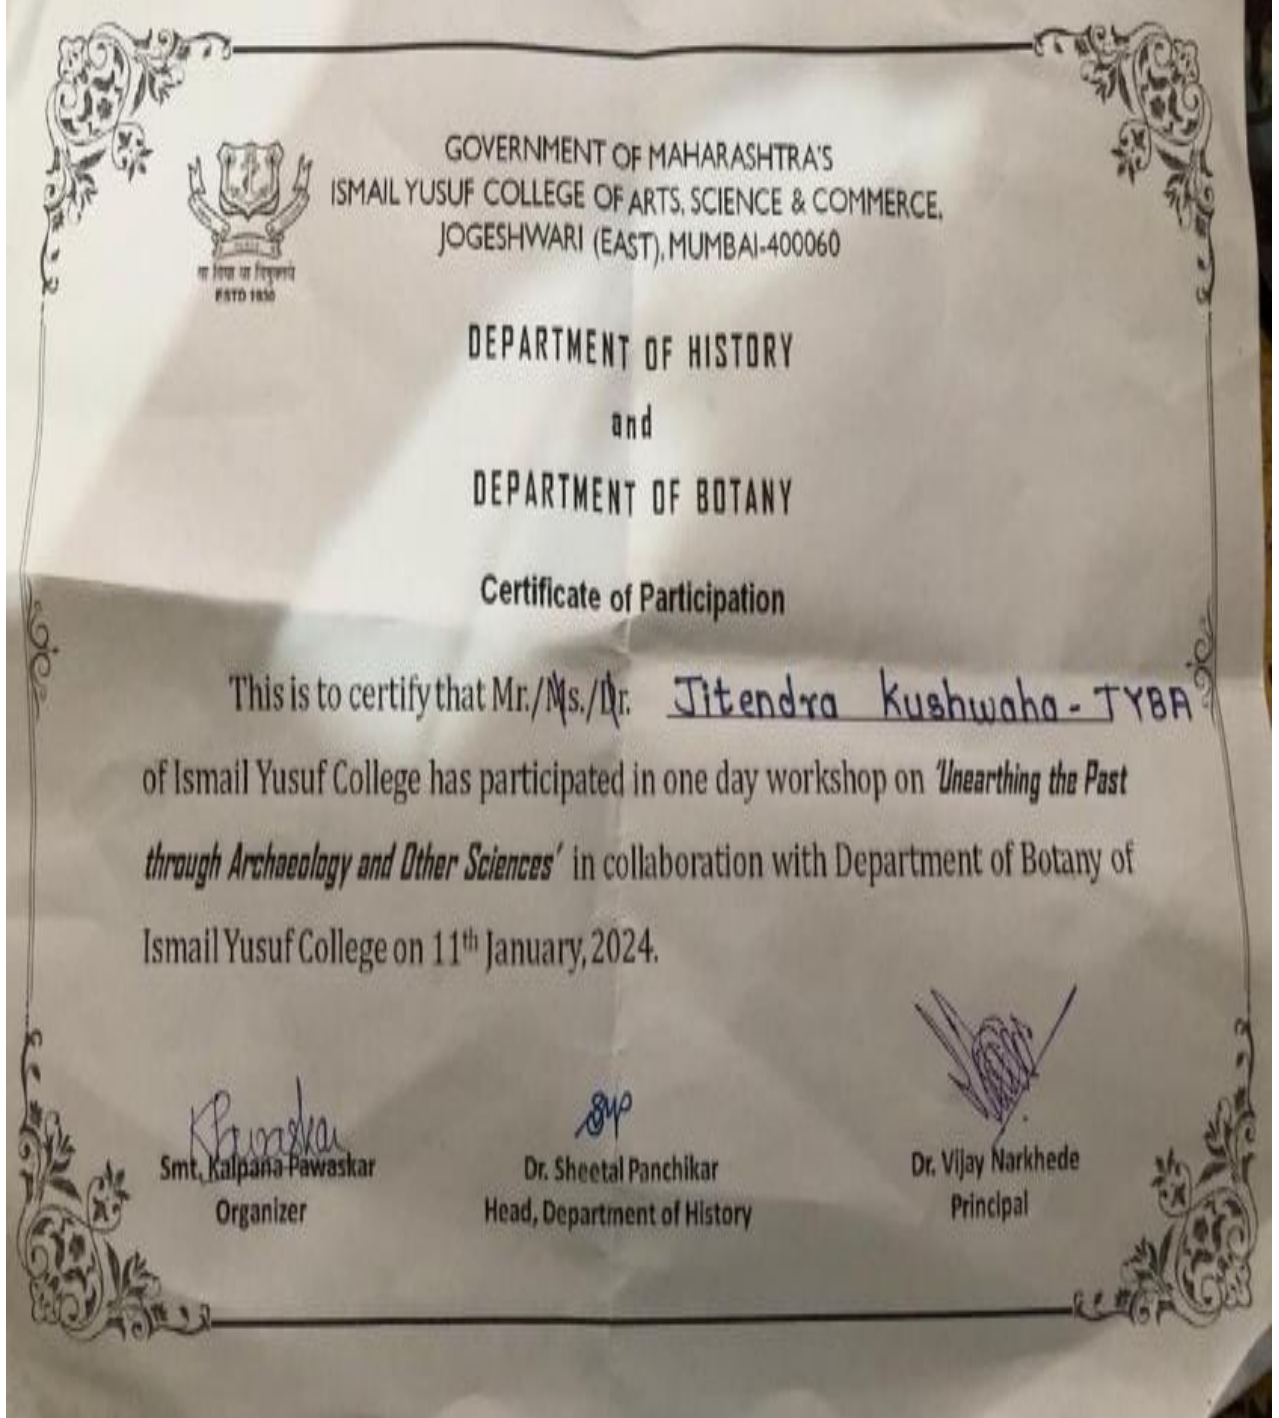 GOVERNMENT OF MAHARASHTRA'S
ISMAIL YUSUF COLLEGE OF ARTS, SCIENCE & COMMERCE,
JOGESHWARI (EAST), MUMBAI-400060
सा विद्या या विमुक्तये
ESTD 1930
DEPARTMENT OF HISTORY
and
DEPARTMENT OF BOTANY
Certificate of Participation
This is to certify that Mr./Ms./Dr. Jitendra Kushwaha - TYBA
of Ismail Yusuf College has participated in one day workshop on 'Unearthing the Past
through Archaeology and Other Sciences' in collaboration with Department of Botany of
Ismail Yusuf College on 11th January, 2024.
KPawaskar
Smt. Kalpana Pawaskar
Dr. Sheetal Panchikar
Dr. Vijay Narkhede
Organizer
Head, Department of History
Principal